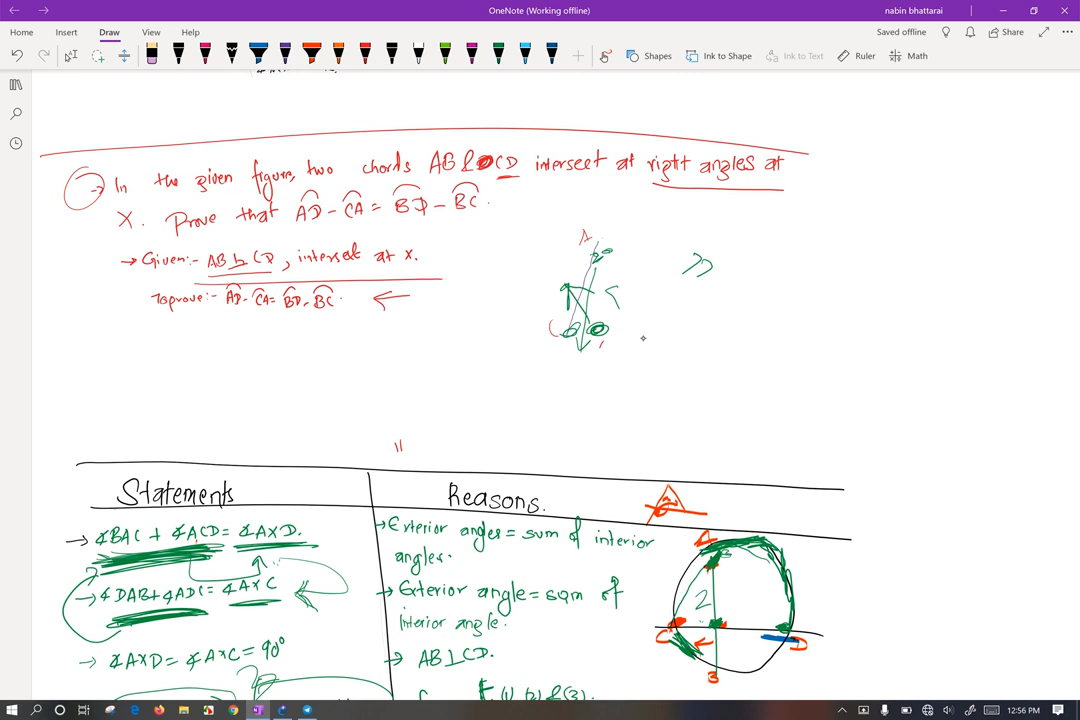 OneNote (Working offline)
nabin bhattarai
Home Insert Draw View Help
Saved offline Share
Shapes Ink to Shape Ink to Text Ruler Math
In the given figure, two chords AB & CD intersect at right angles at
X. Prove that AD - CA = BD - BC.
→ Given:- AB ⊥ CD, intersect at x.
To prove:- AD - CA = BD - BC.
A
Statements Reasons.
→ ∡BAC + ∡ACD = ∡AXD. → Exterior angles = sum of interior
angles.
→ ∡DAB + ∡ADC = ∡AXC → Exterior angle = sum of
interior angle.
→ ∡AXD = ∡AXC = 90° → AB ⊥ CD.
A
2
C D
B
12:56 PM